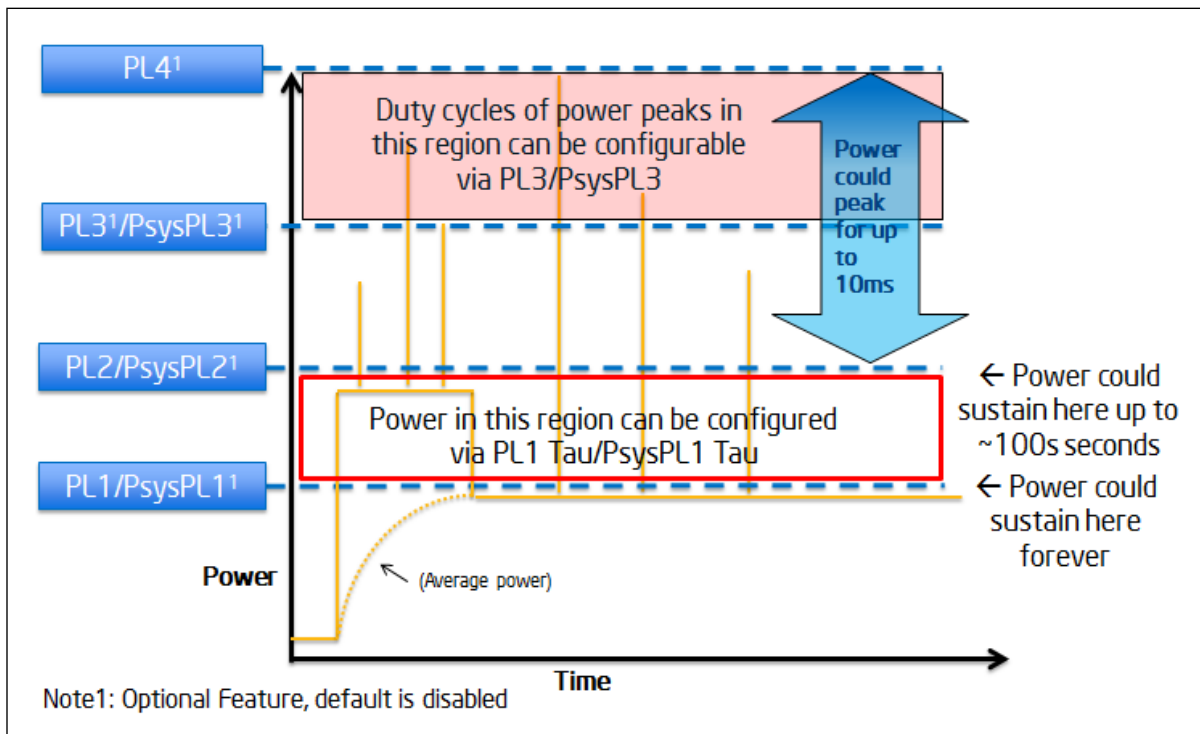 PL4¹
Duty cycles of power peaks in
this region can be configurable
via PL3/PsysPL3
Power
could
peak
for up
to
10ms
PL3¹/PsysPL3¹
PL2/PsysPL2¹
← Power could
sustain here up to
~100s seconds
Power in this region can be configured
via PL1 Tau/PsysPL1 Tau
PL1/PsysPL1¹
← Power could
sustain here
forever
Power
(Average power)
Time
Note1: Optional Feature, default is disabled